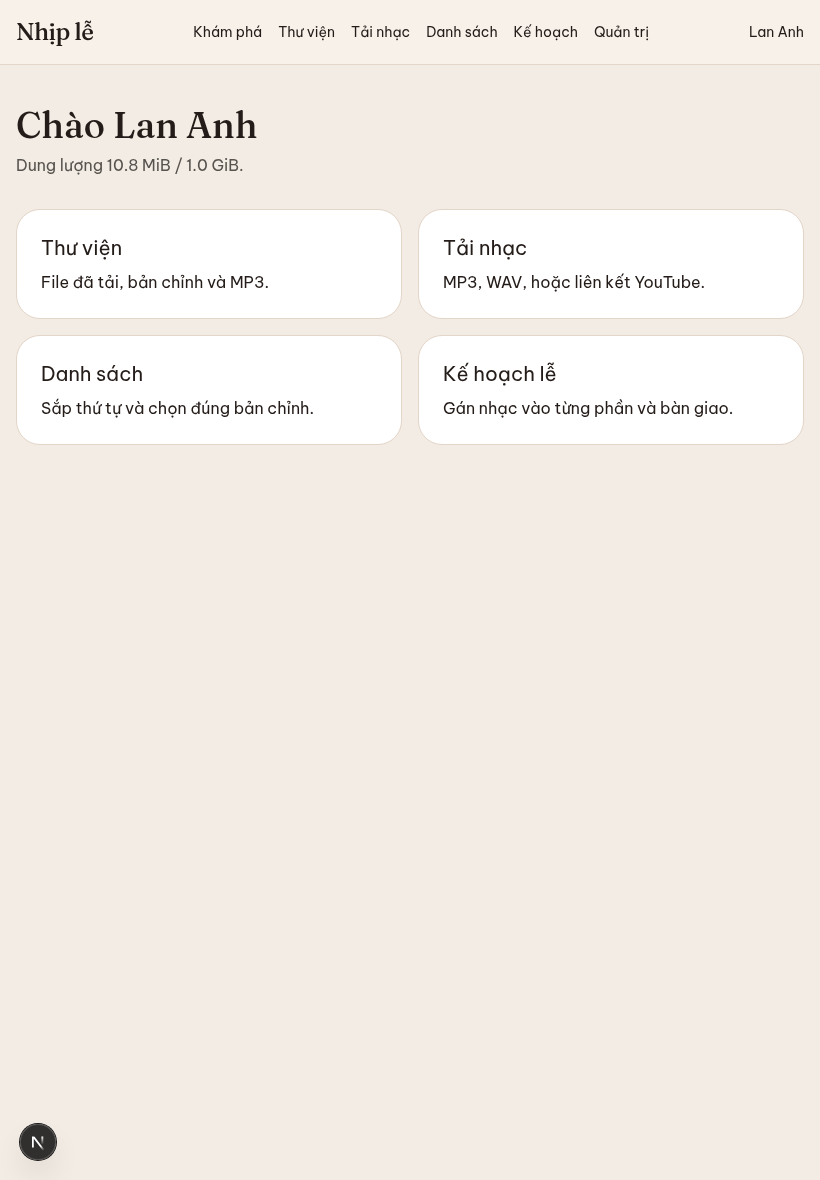 Nhịp lễ
Khám phá Thư viện Tải nhạc Danh sách Kế hoạch Quản trị
Lan Anh
Chào Lan Anh
Dung lượng 10.8 MiB / 1.0 GiB.
Thư viện
File đã tải, bản chỉnh và MP3.
Tải nhạc
MP3, WAV, hoặc liên kết YouTube.
Danh sách
Sắp thứ tự và chọn đúng bản chỉnh.
Kế hoạch lễ
Gán nhạc vào từng phần và bàn giao.
N